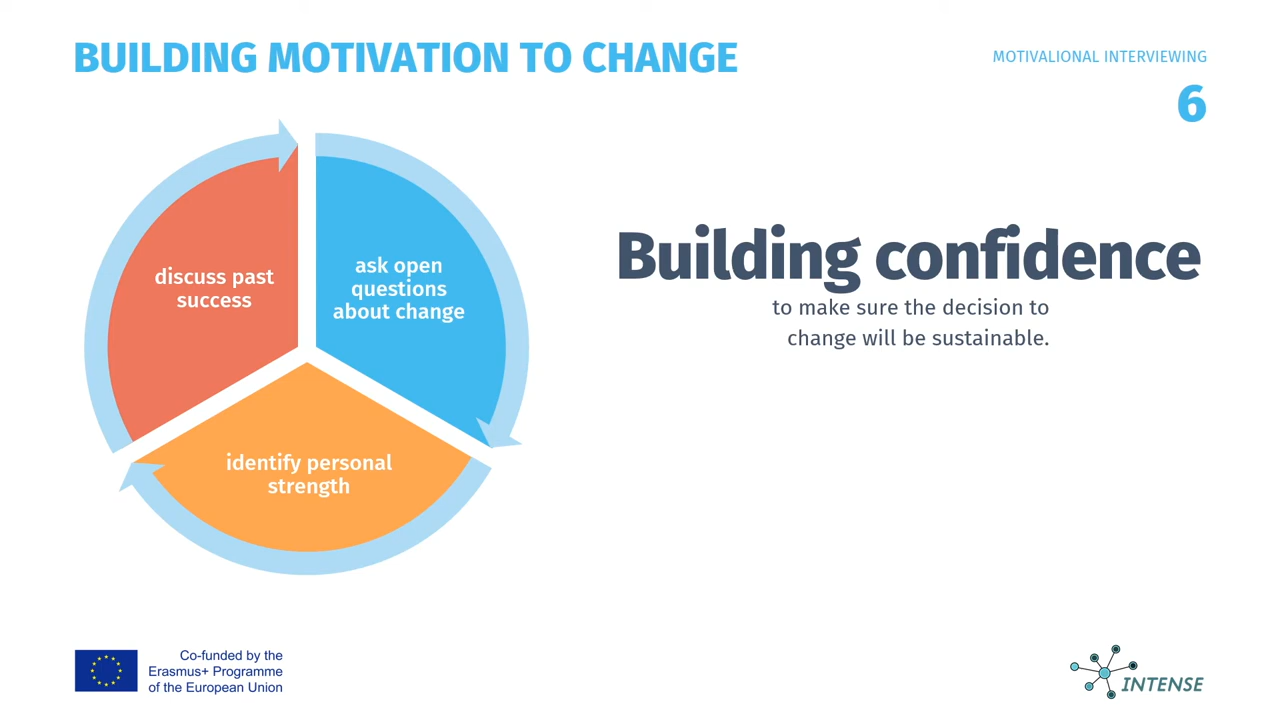 BUILDING MOTIVATION TO CHANGE
MOTIVALIONAL INTERVIEWING
6
discuss past
success
ask open
questions
about change
identify personal
strength
Building confidence
to make sure the decision to
change will be sustainable.
Co-funded by the
Erasmus+ Programme
of the European Union
INTENSE